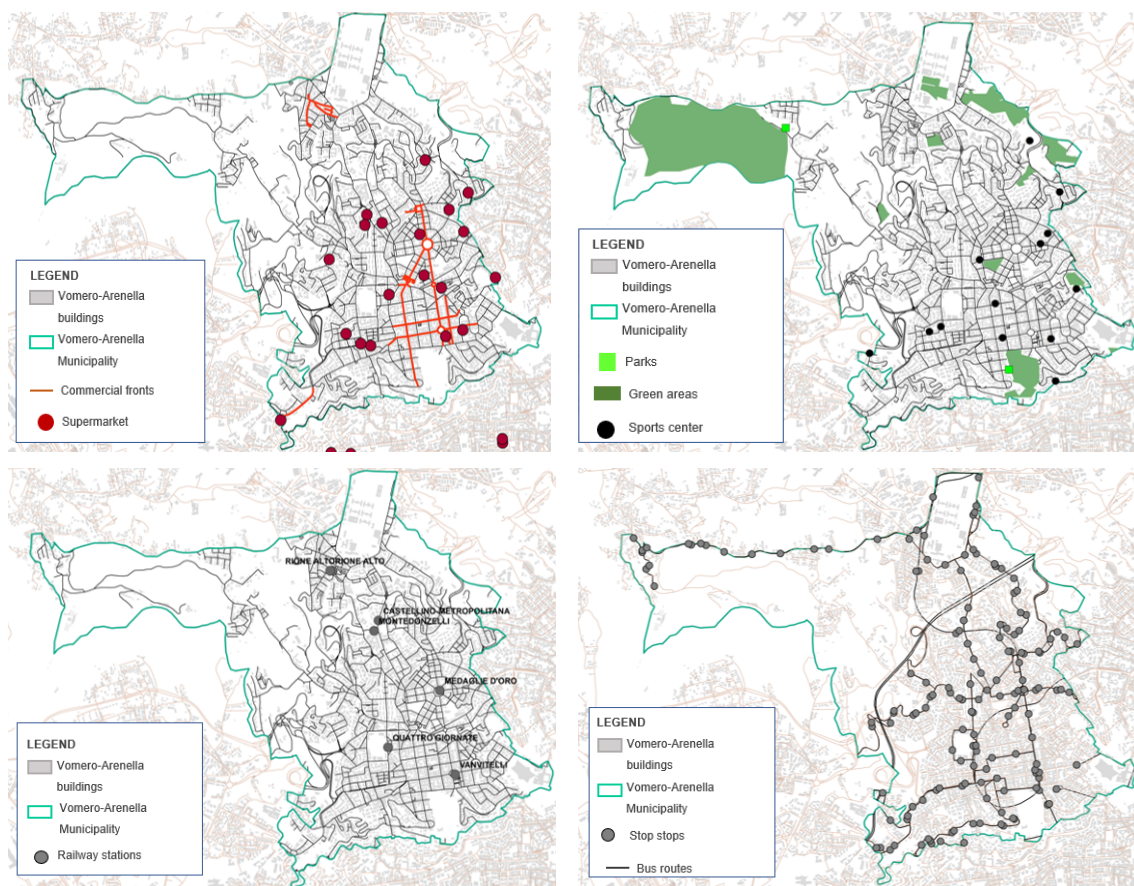 LEGEND
Vomero-Arenella
buildings
Vomero-Arenella
Municipality
Commercial fronts
Supermarket
LEGEND
Vomero-Arenella
buildings
Vomero-Arenella
Municipality
Parks
Green areas
Sports center
RIONE ALTORIONE ALTO
CASTELLINO-METROPOLITANA
MONTEDONZELLI
MEDAGLIE D'ORO
QUATTRO GIORNATE
VANVITELLI
LEGEND
Vomero-Arenella
buildings
Vomero-Arenella
Municipality
Railway stations
LEGEND
Vomero-Arenella
buildings
Vomero-Arenella
Municipality
Stop stops
Bus routes